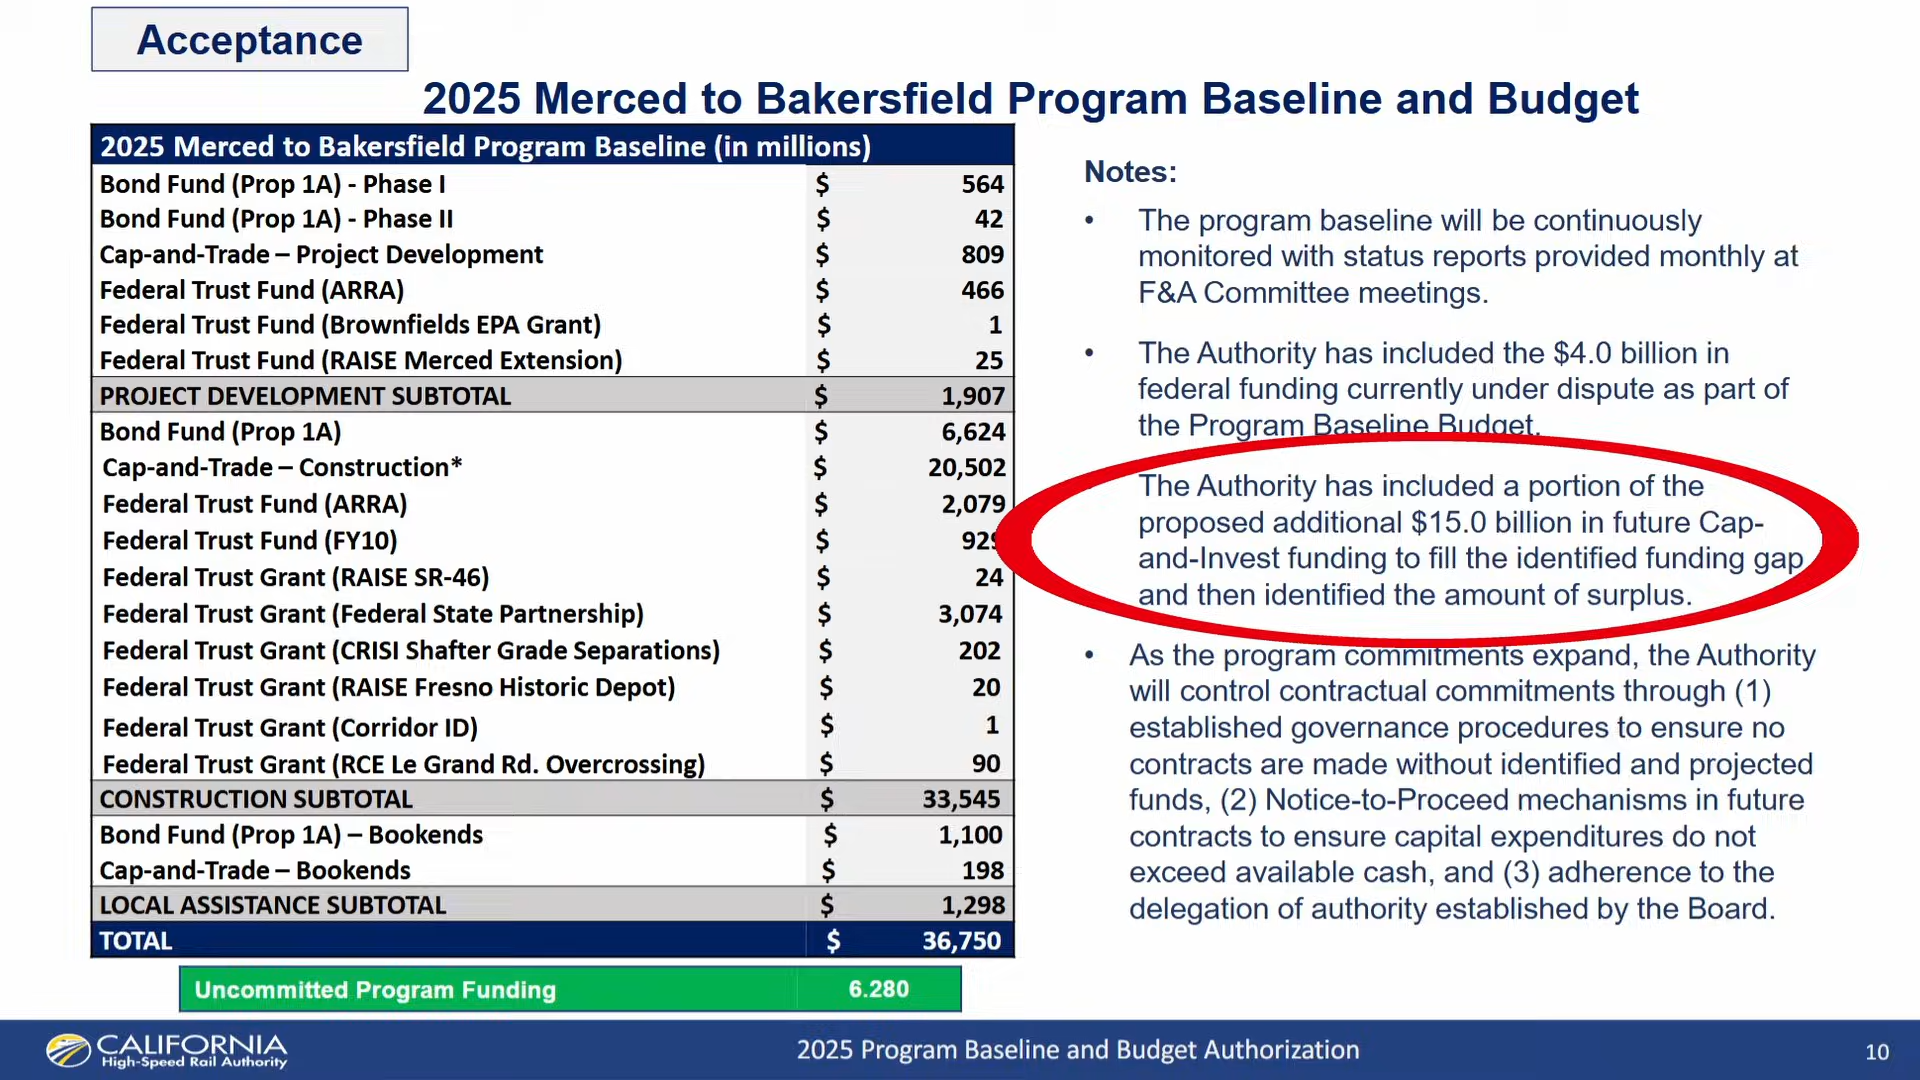 Acceptance
2025 Merced to Bakersfield Program Baseline and Budget
2025 Merced to Bakersfield Program Baseline (in millions)
Bond Fund (Prop 1A) - Phase I $ 564
Bond Fund (Prop 1A) - Phase II $ 42
Cap-and-Trade – Project Development $ 809
Federal Trust Fund (ARRA) $ 466
Federal Trust Fund (Brownfields EPA Grant) $ 1
Federal Trust Fund (RAISE Merced Extension) $ 25
PROJECT DEVELOPMENT SUBTOTAL $ 1,907
Bond Fund (Prop 1A) $ 6,624
Cap-and-Trade – Construction* $ 20,502
Federal Trust Fund (ARRA) $ 2,079
Federal Trust Fund (FY10) $ 929
Federal Trust Grant (RAISE SR-46) $ 24
Federal Trust Grant (Federal State Partnership) $ 3,074
Federal Trust Grant (CRISI Shafter Grade Separations) $ 202
Federal Trust Grant (RAISE Fresno Historic Depot) $ 20
Federal Trust Grant (Corridor ID) $ 1
Federal Trust Grant (RCE Le Grand Rd. Overcrossing) $ 90
CONSTRUCTION SUBTOTAL $ 33,545
Bond Fund (Prop 1A) – Bookends $ 1,100
Cap-and-Trade – Bookends $ 198
LOCAL ASSISTANCE SUBTOTAL $ 1,298
TOTAL $ 36,750
Uncommitted Program Funding 6.280
Notes:
• The program baseline will be continuously
monitored with status reports provided monthly at
F&A Committee meetings.
• The Authority has included the $4.0 billion in
federal funding currently under dispute as part of
the Program Baseline Budget.
The Authority has included a portion of the
proposed additional $15.0 billion in future Cap-
and-Invest funding to fill the identified funding gap
and then identified the amount of surplus.
• As the program commitments expand, the Authority
will control contractual commitments through (1)
established governance procedures to ensure no
contracts are made without identified and projected
funds, (2) Notice-to-Proceed mechanisms in future
contracts to ensure capital expenditures do not
exceed available cash, and (3) adherence to the
delegation of authority established by the Board.
CALIFORNIA
High-Speed Rail Authority
2025 Program Baseline and Budget Authorization
10